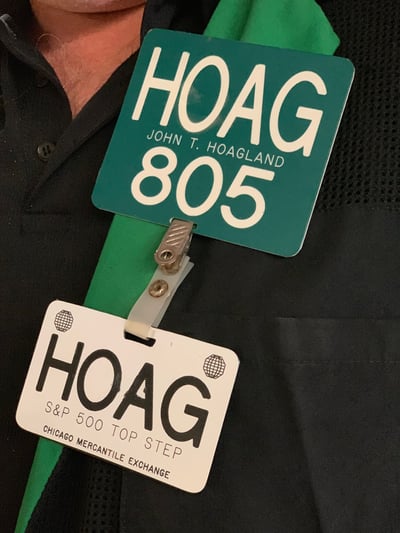 HOAG
JOHN T. HOAGLAND
805
HOAG
S&P 500 TOP STEP
CHICAGO MERCANTILE EXCHANGE